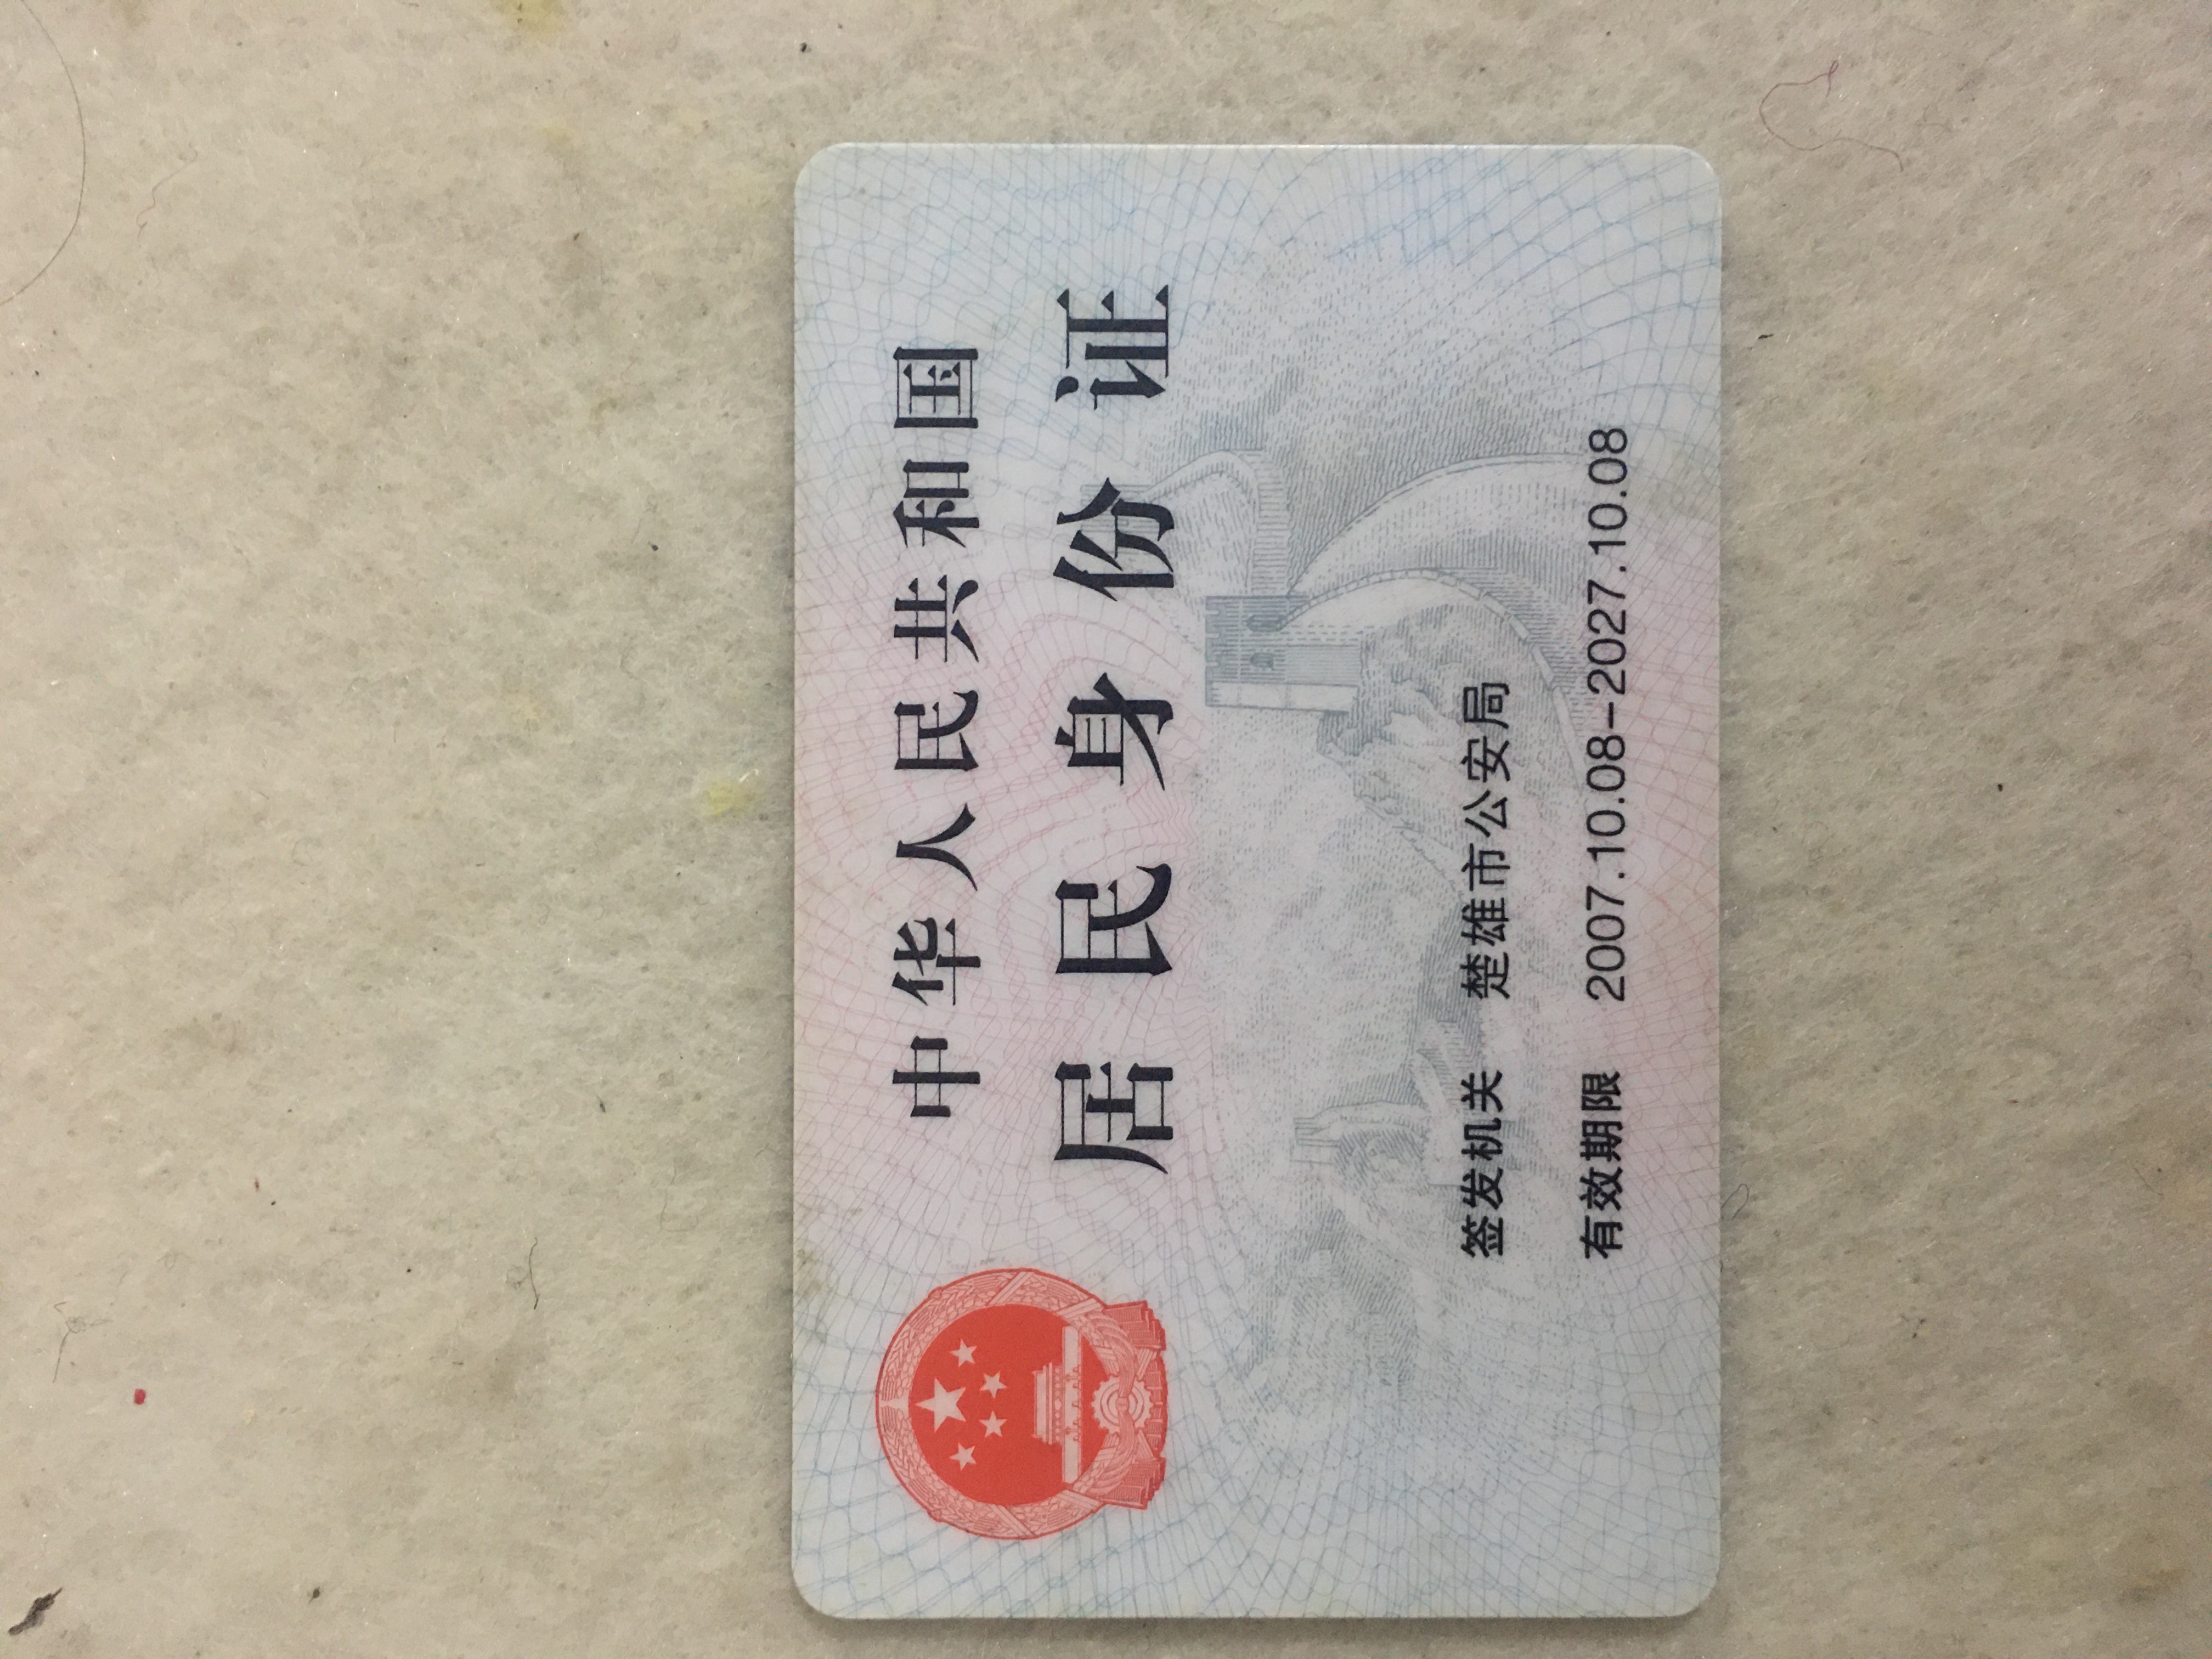 中华人民共和国
居民身份证
签发机关 楚雄市公安局
有效期限 2007.10.08-2027.10.08